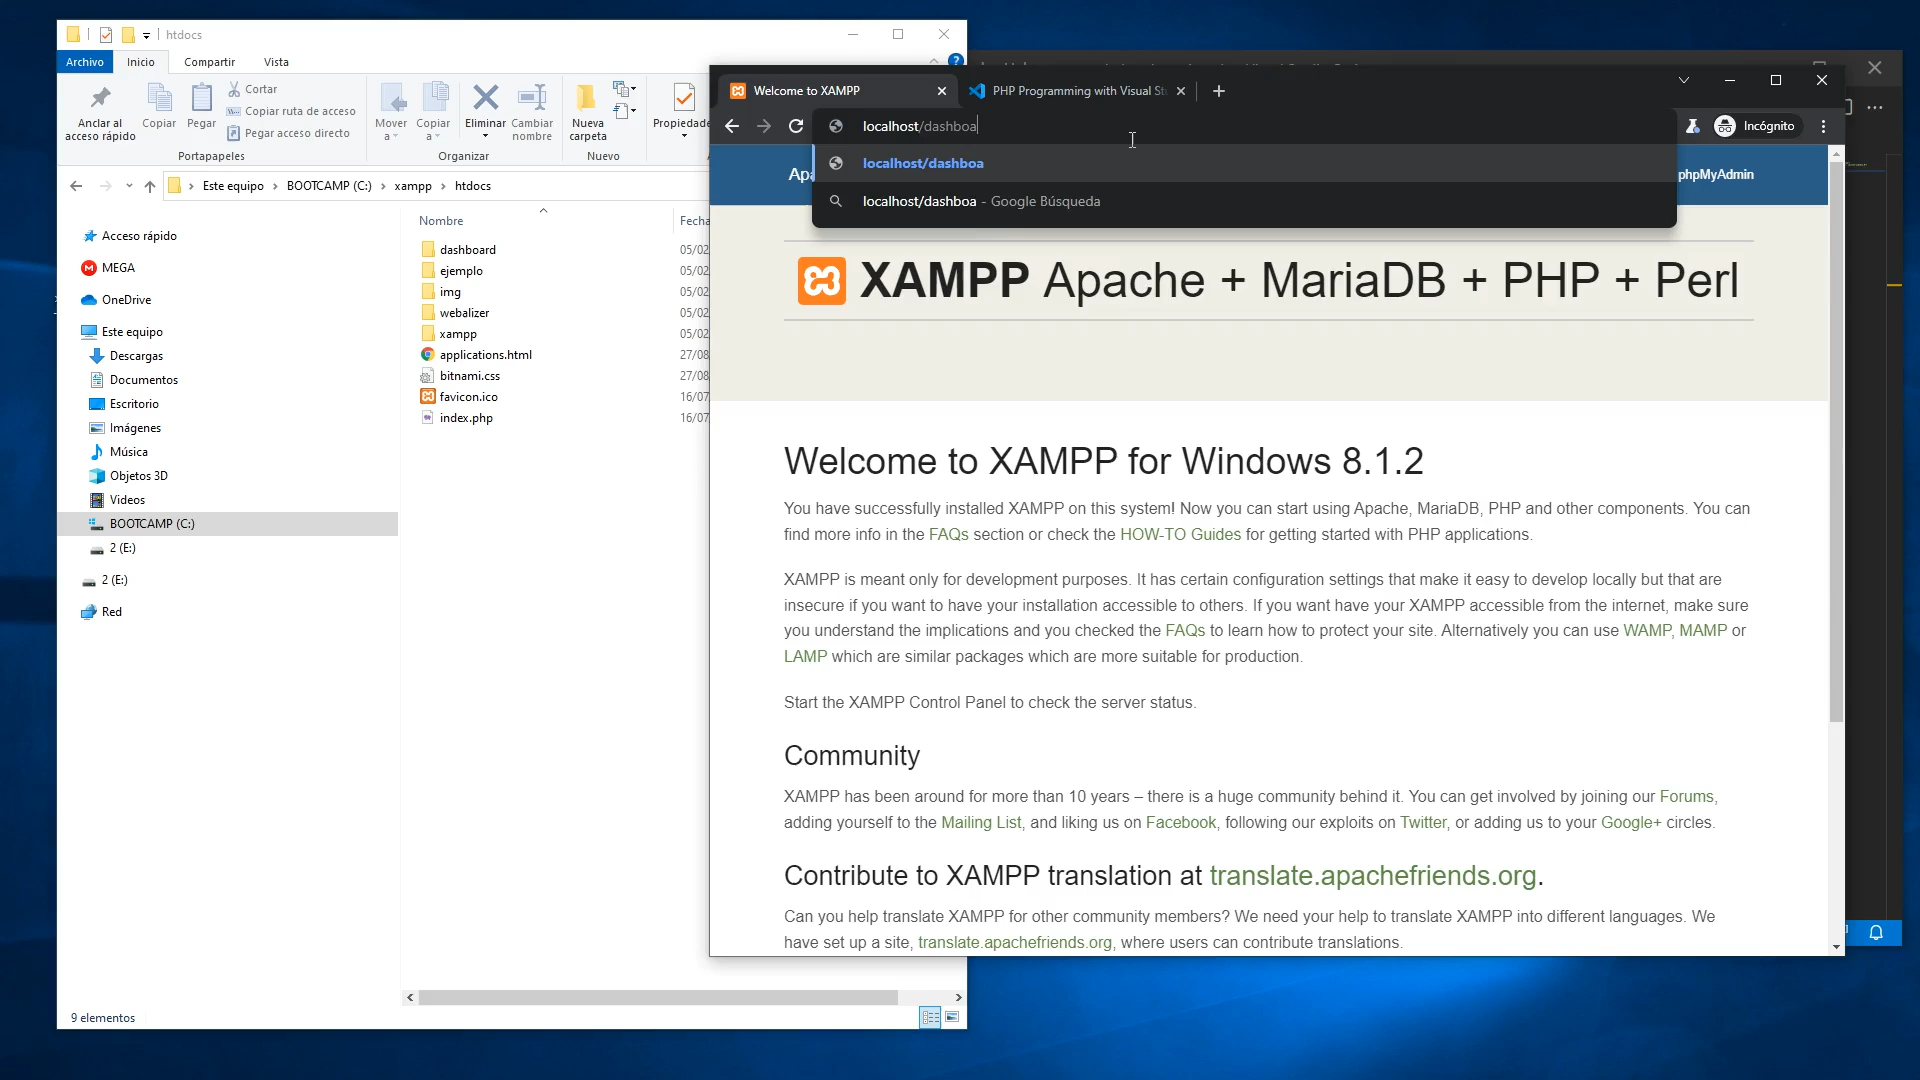 htdocs
Archivo Inicio Compartir Vista
Anclar al acceso rápido
Copiar
Pegar
Cortar
Copiar ruta de acceso
Pegar acceso directo
Portapapeles
Mover a
Copiar a
Eliminar
Cambiar nombre
Organizar
Nueva carpeta
Nuevo
Propiedade
Este equipo > BOOTCAMP (C:) > xampp > htdocs
Acceso rápido
MEGA
OneDrive
Este equipo
Descargas
Documentos
Escritorio
Imágenes
Música
Objetos 3D
Videos
BOOTCAMP (C:)
2 (E:)
2 (E:)
Red
Nombre Fecha
dashboard 05/02
ejemplo 05/02
img 05/02
webalizer 05/02
xampp 05/02
applications.html 27/08
bitnami.css 27/08
favicon.ico 16/07
index.php 16/07
9 elementos
Welcome to XAMPP
PHP Programming with Visual St
localhost/dashboa
Incógnito
localhost/dashboa
localhost/dashboa - Google Búsqueda
Apa
phpMyAdmin
XAMPP Apache + MariaDB + PHP + Perl
Welcome to XAMPP for Windows 8.1.2
You have successfully installed XAMPP on this system! Now you can start using Apache, MariaDB, PHP and other components. You can
find more info in the FAQs section or check the HOW-TO Guides for getting started with PHP applications.
XAMPP is meant only for development purposes. It has certain configuration settings that make it easy to develop locally but that are
insecure if you want to have your installation accessible to others. If you want have your XAMPP accessible from the internet, make sure
you understand the implications and you checked the FAQs to learn how to protect your site. Alternatively you can use WAMP, MAMP or
LAMP which are similar packages which are more suitable for production.
Start the XAMPP Control Panel to check the server status.
Community
XAMPP has been around for more than 10 years – there is a huge community behind it. You can get involved by joining our Forums,
adding yourself to the Mailing List, and liking us on Facebook, following our exploits on Twitter, or adding us to your Google+ circles.
Contribute to XAMPP translation at translate.apachefriends.org.
Can you help translate XAMPP for other community members? We need your help to translate XAMPP into different languages. We
have set up a site, translate.apachefriends.org, where users can contribute translations.